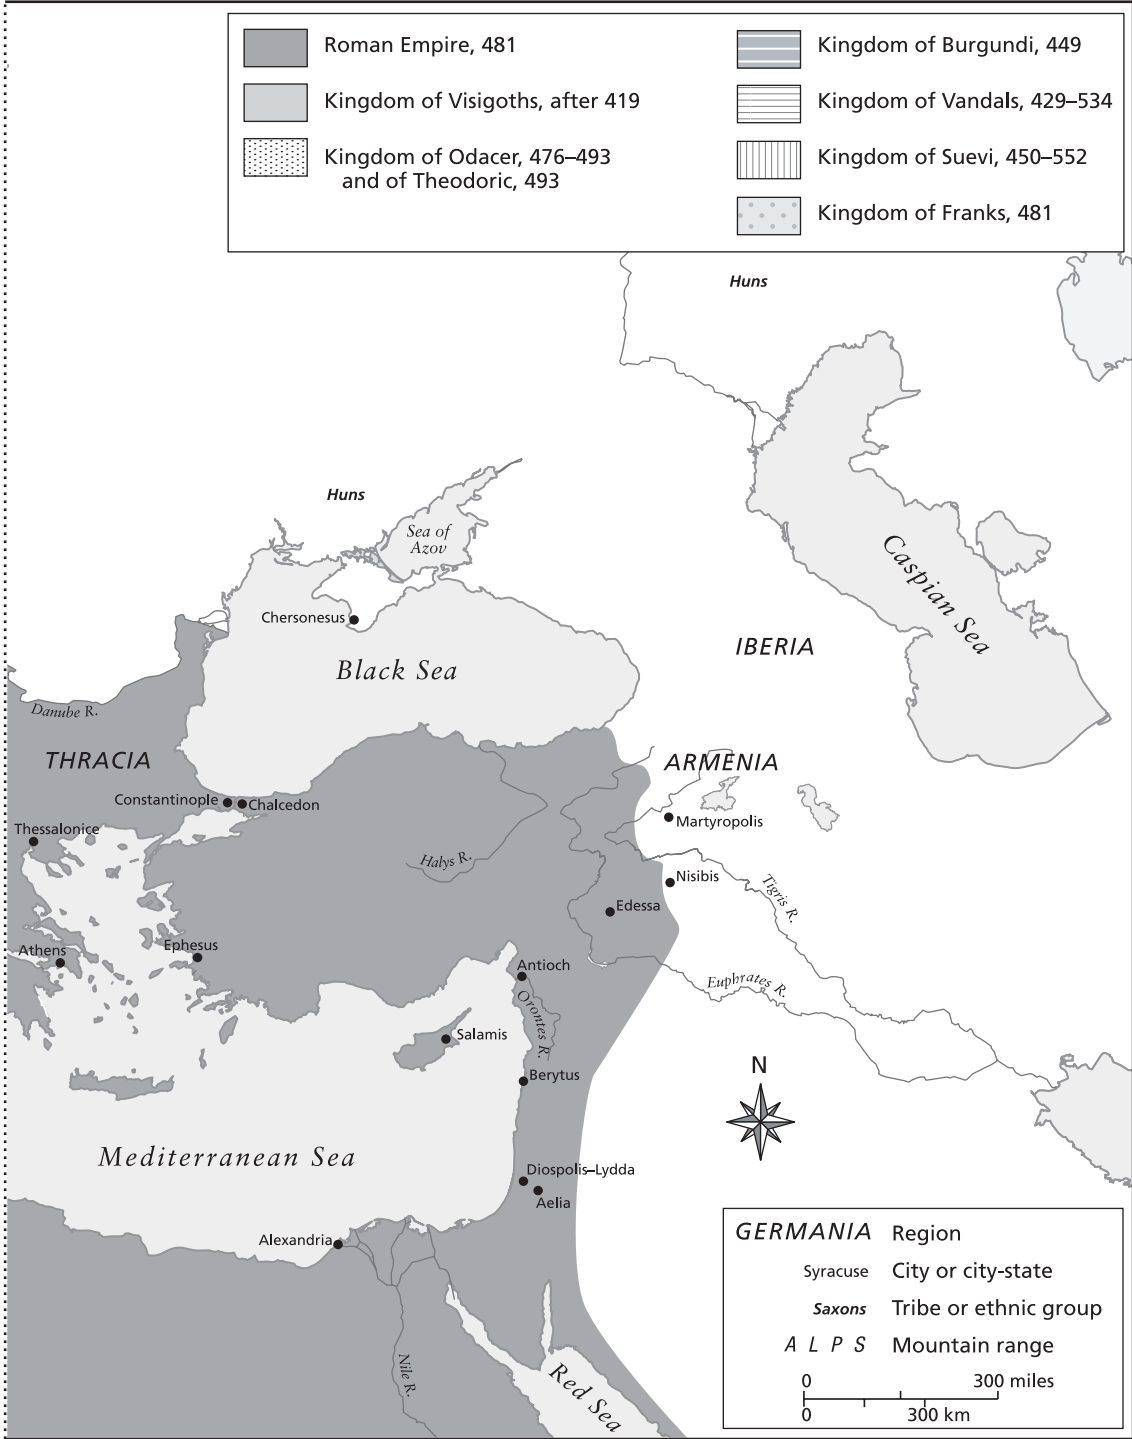 Roman Empire, 481
Kingdom of Visigoths, after 419
Kingdom of Odacer, 476–493
and of Theodoric, 493
Kingdom of Burgundi, 449
Kingdom of Vandals, 429–534
Kingdom of Suevi, 450–552
Kingdom of Franks, 481
Huns
Huns
Sea of
Azov
Caspian Sea
Chersonesus
IBERIA
Black Sea
Danube R.
THRACIA
ARMENIA
Constantinople
Chalcedon
Martyropolis
Thessalonice
Halys R.
Nisibis
Tigris R.
Edessa
Athens
Ephesus
Antioch
Euphrates R.
Orontes R.
Salamis
Berytus
N
Mediterranean Sea
Diospolis–Lydda
Aelia
Alexandria
Nile R.
Red Sea
GERMANIA Region
Syracuse City or city-state
Saxons Tribe or ethnic group
ALPS Mountain range
0 300 miles
0 300 km